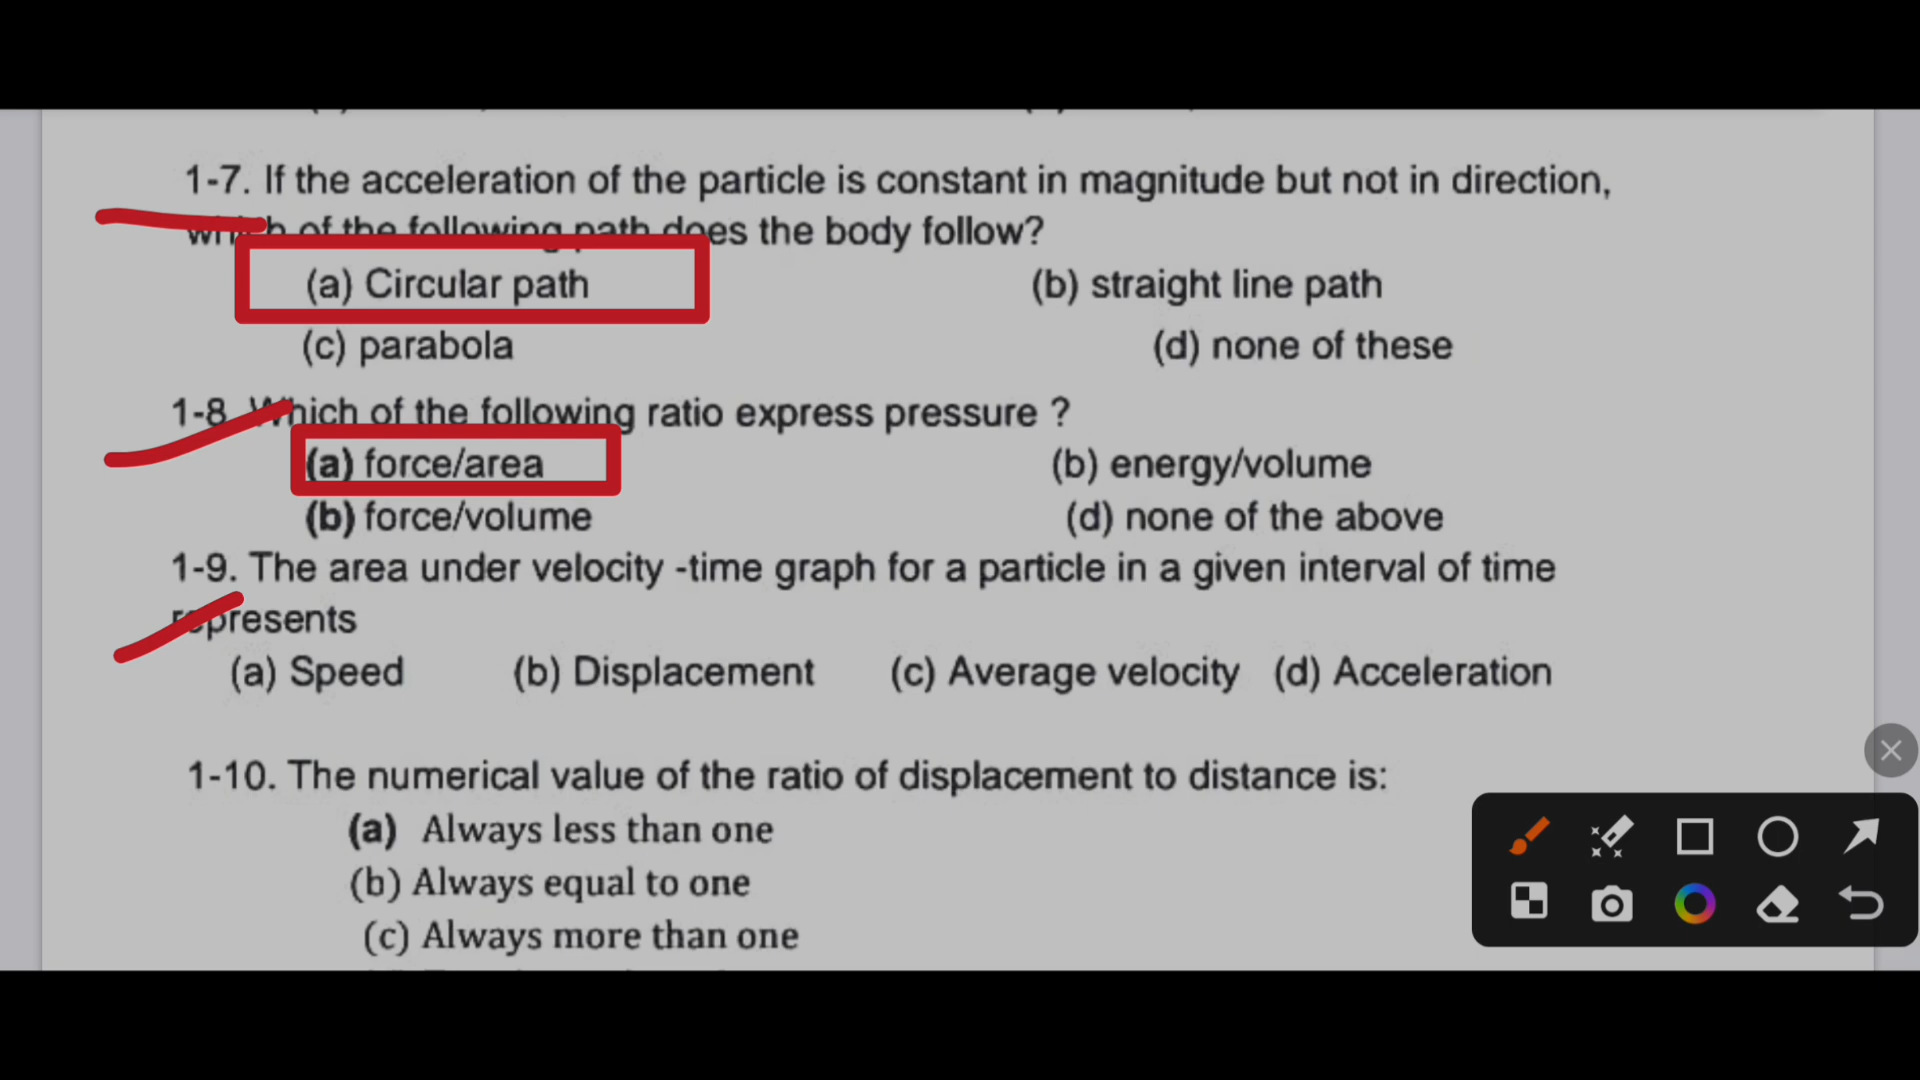 1-7. If the acceleration of the particle is constant in magnitude but not in direction,
which of the following path does the body follow?
(a) Circular path (b) straight line path
(c) parabola (d) none of these
1-8. Which of the following ratio express pressure ?
(a) force/area (b) energy/volume
(b) force/volume (d) none of the above
1-9. The area under velocity -time graph for a particle in a given interval of time
represents
(a) Speed (b) Displacement (c) Average velocity (d) Acceleration
1-10. The numerical value of the ratio of displacement to distance is:
(a) Always less than one
(b) Always equal to one
(c) Always more than one